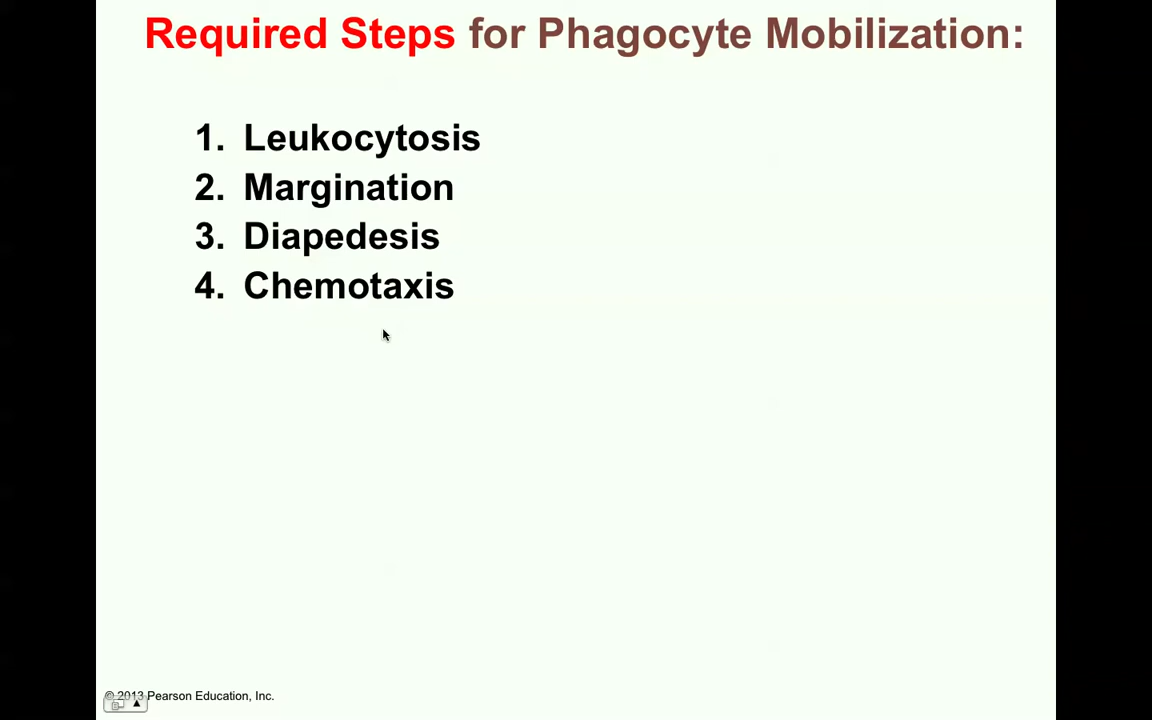 Required Steps for Phagocyte Mobilization:
1. Leukocytosis
2. Margination
3. Diapedesis
4. Chemotaxis
© 2013 Pearson Education, Inc.